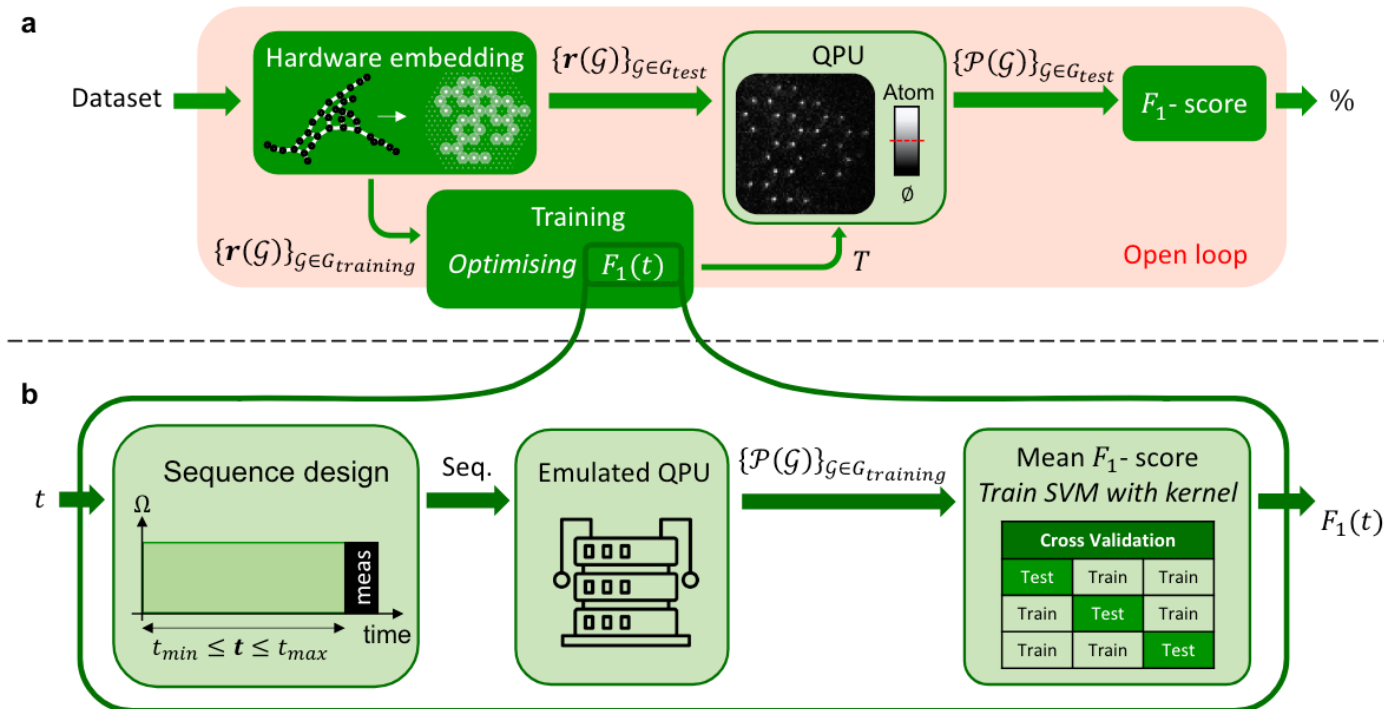 a
Dataset
Hardware embedding
{𝒓(𝒢)}𝒢∈G_test
QPU
Atom
∅
{𝒫(𝒢)}𝒢∈G_test
F₁- score
%
{𝒓(𝒢)}𝒢∈G_training
Training
Optimising F₁(t)
T
Open loop
b
t
Sequence design
Ω
meas
time
t_min ≤ 𝒕 ≤ t_max
Seq.
Emulated QPU
{𝒫(𝒢)}𝒢∈G_training
Mean F₁- score
Train SVM with kernel
Cross Validation
Test Train Train
Train Test Train
Train Train Test
F₁(t)